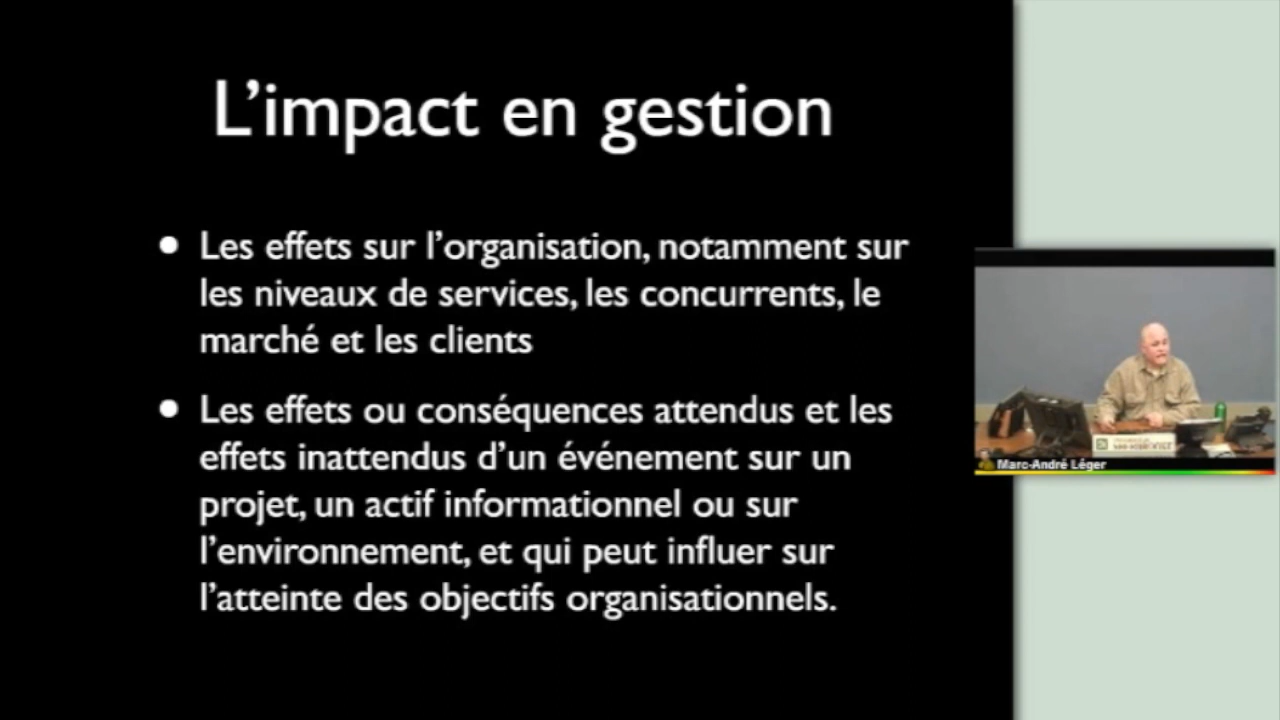 L’impact en gestion
• Les effets sur l’organisation, notamment sur
les niveaux de services, les concurrents, le
marché et les clients
• Les effets ou conséquences attendus et les
effets inattendus d’un événement sur un
projet, un actif informationnel ou sur
l’environnement, et qui peut influer sur
l’atteinte des objectifs organisationnels.
Marc-André Léger